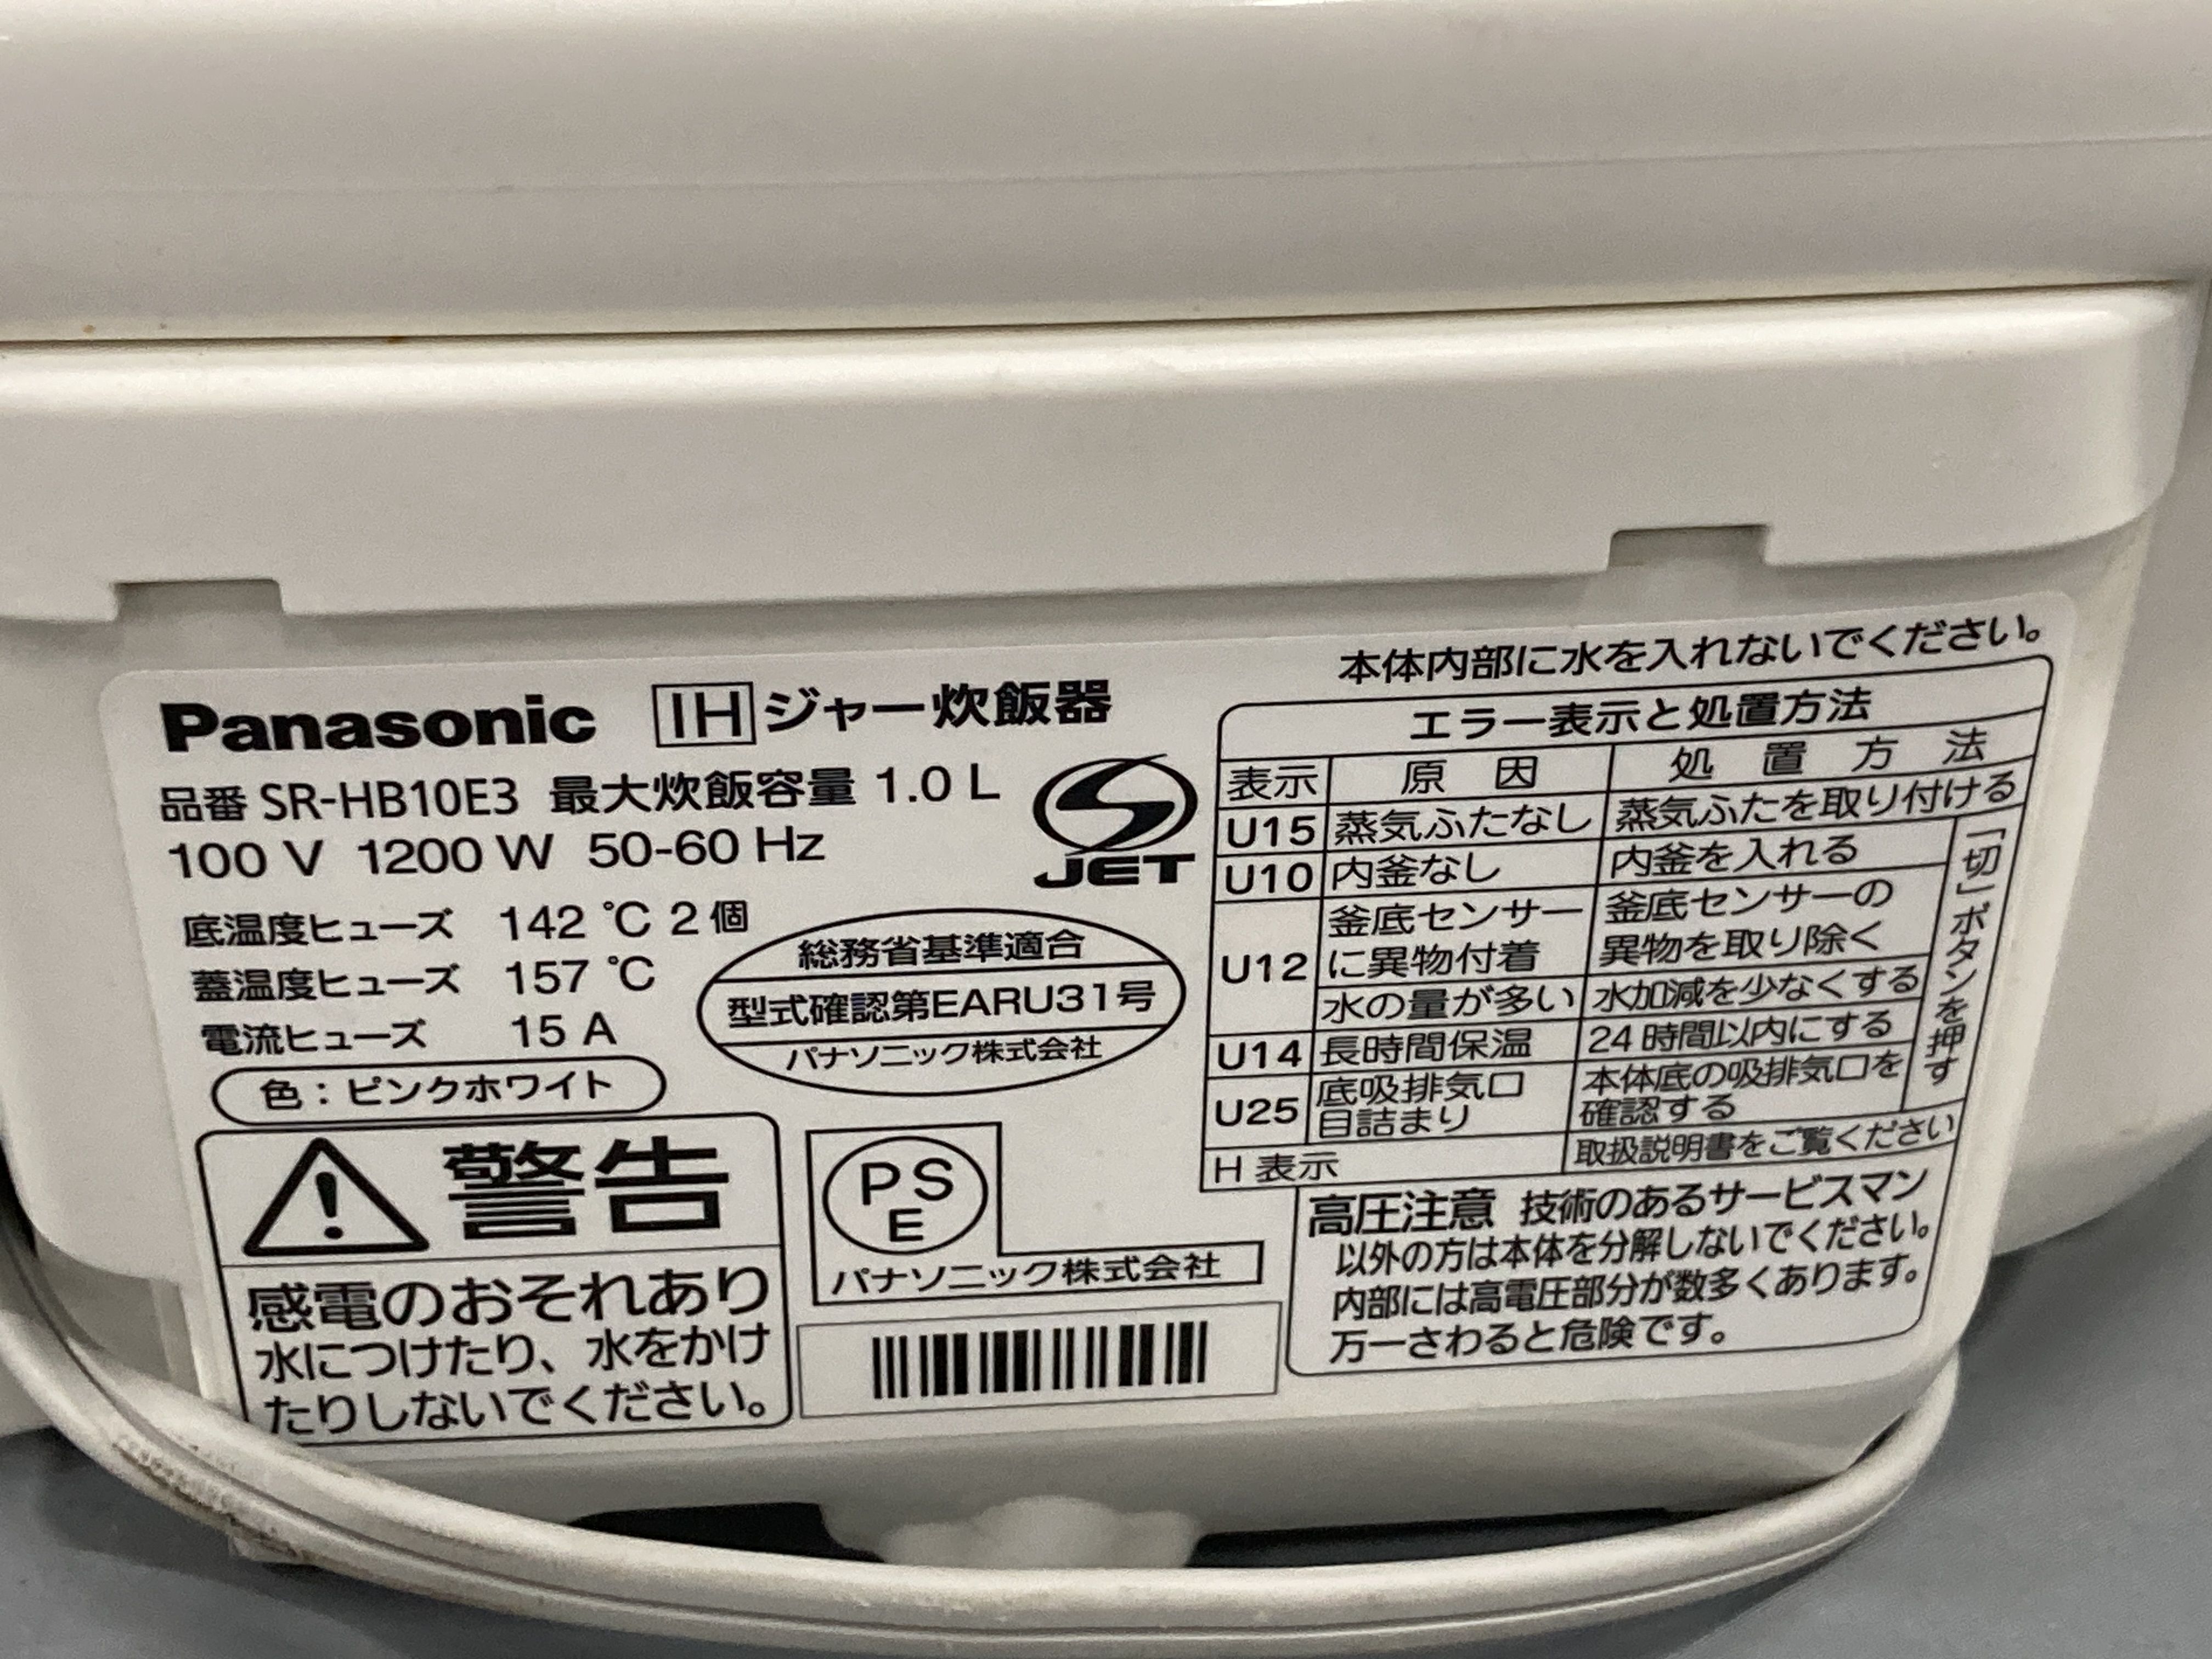 Panasonic IHジャー炊飯器
品番 SR-HB10E3 最大炊飯容量 1.0 L
100 V 1200 W 50-60 Hz
底温度ヒューズ 142 ℃ 2 個
蓋温度ヒューズ 157 ℃
電流ヒューズ 15 A
色：ピンクホワイト
JET
総務省基準適合
型式確認第EARU31号
パナソニック株式会社
警告
感電のおそれあり
水につけたり、水をかけ
たりしないでください。
PS
E
パナソニック株式会社
本体内部に水を入れないでください。
エラー表示と処置方法
表示 原因 処置方法
U15 蒸気ふたなし 蒸気ふたを取り付ける
U10 内釜なし 内釜を入れる
U12 釜底センサー 釜底センサーの
に異物付着 異物を取り除く
水の量が多い 水加減を少なくする
U14 長時間保温 24 時間以内にする
U25 底吸排気口 本体底の吸排気口を
目詰まり 確認する
「切」ボタンを押す
H 表示 取扱説明書をご覧ください
高圧注意 技術のあるサービスマン
以外の方は本体を分解しないでください。
内部には高電圧部分が数多くあります。
万一さわると危険です。